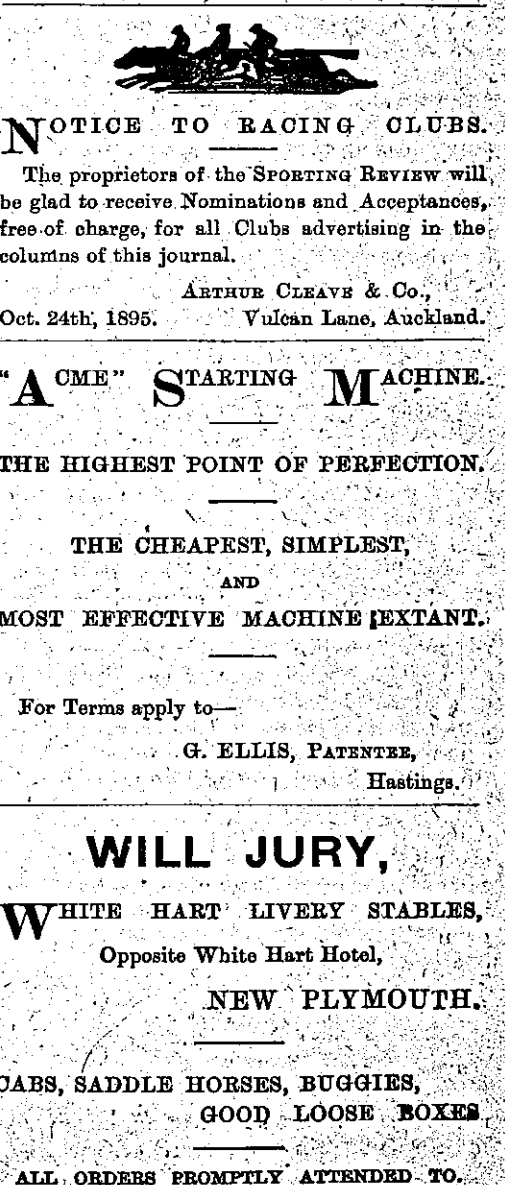 NOTICE TO RACING CLUBS.
The proprietors of the SPORTING REVIEW will
be glad to receive Nominations and Acceptances,
free of charge, for all Clubs advertising in the
columns of this journal.
ARTHUR CLEAVE & Co.,
Oct. 24th, 1895. Vulcan Lane, Auckland.
"ACME" STARTING MACHINE.
THE HIGHEST POINT OF PERFECTION.
THE CHEAPEST, SIMPLEST,
AND
MOST EFFECTIVE MACHINE EXTANT.
For Terms apply to—
G. ELLIS, PATENTEE,
Hastings.
WILL JURY,
WHITE HART LIVERY STABLES,
Opposite White Hart Hotel,
NEW PLYMOUTH.
CABS, SADDLE HORSES, BUGGIES,
GOOD LOOSE BOXES
ALL ORDERS PROMPTLY ATTENDED TO.